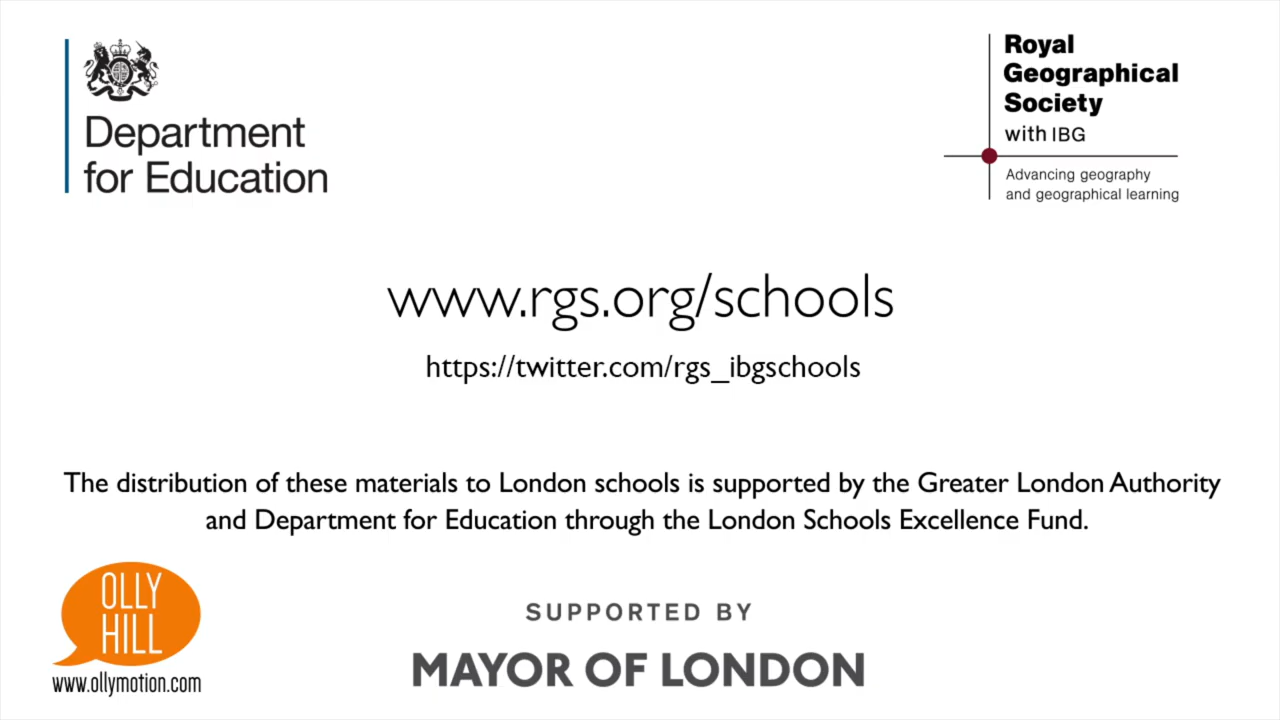 Department
for Education
Royal
Geographical
Society
with IBG
Advancing geography
and geographical learning
www.rgs.org/schools
https://twitter.com/rgs_ibgschools
The distribution of these materials to London schools is supported by the Greater London Authority
and Department for Education through the London Schools Excellence Fund.
OLLY
HILL
www.ollymotion.com
SUPPORTED BY
MAYOR OF LONDON